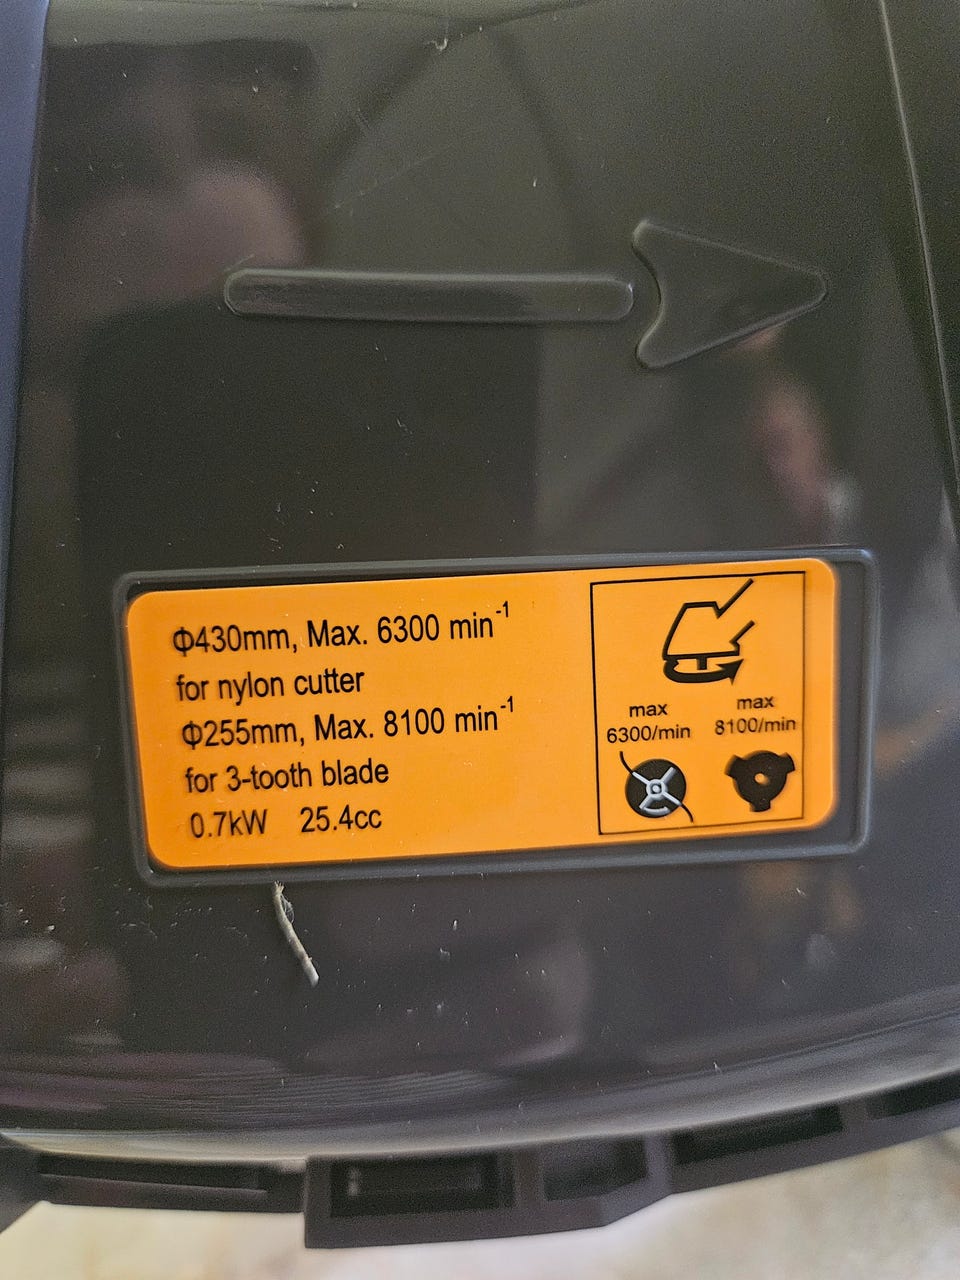 Φ430mm, Max. 6300 min⁻¹
for nylon cutter
Φ255mm, Max. 8100 min⁻¹
for 3-tooth blade
0.7kW 25.4cc
max
6300/min
max
8100/min